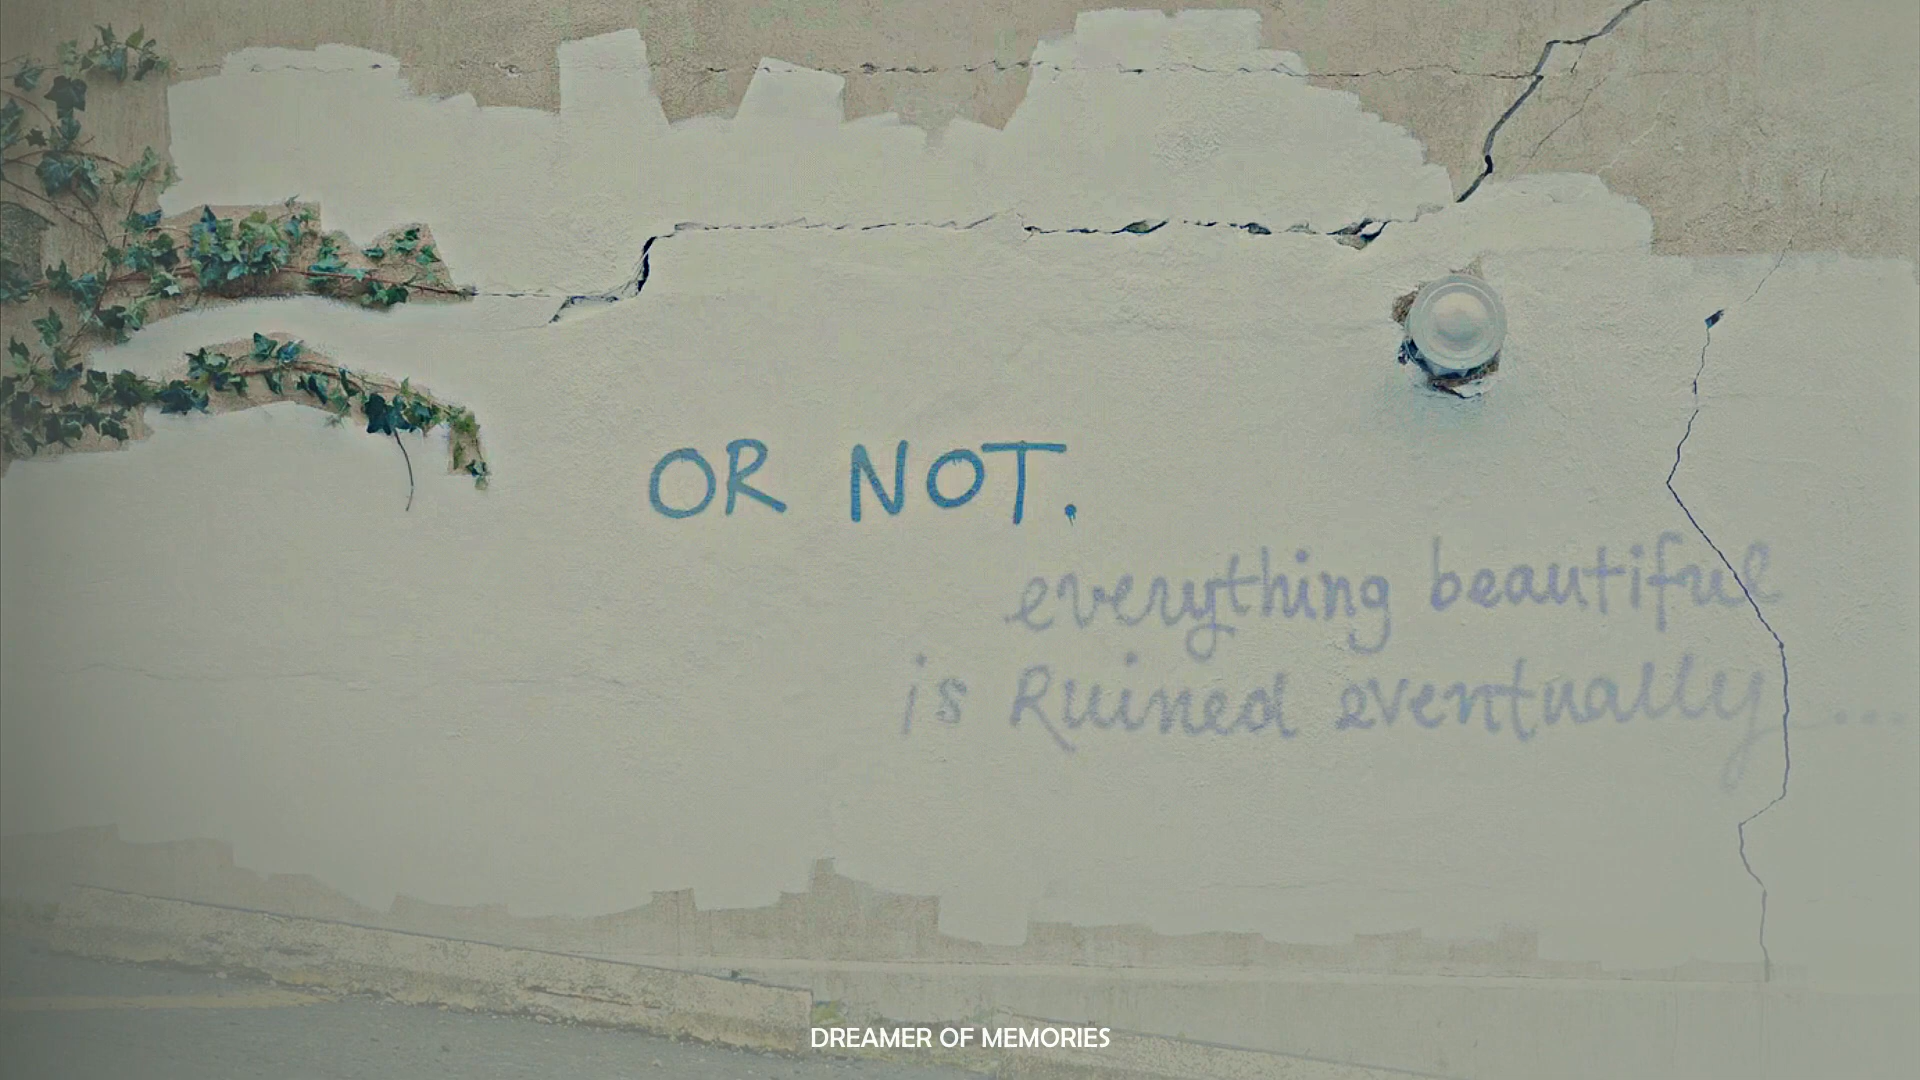 OR NOT.
everything beautiful
is Ruined eventually...
DREAMER OF MEMORIES